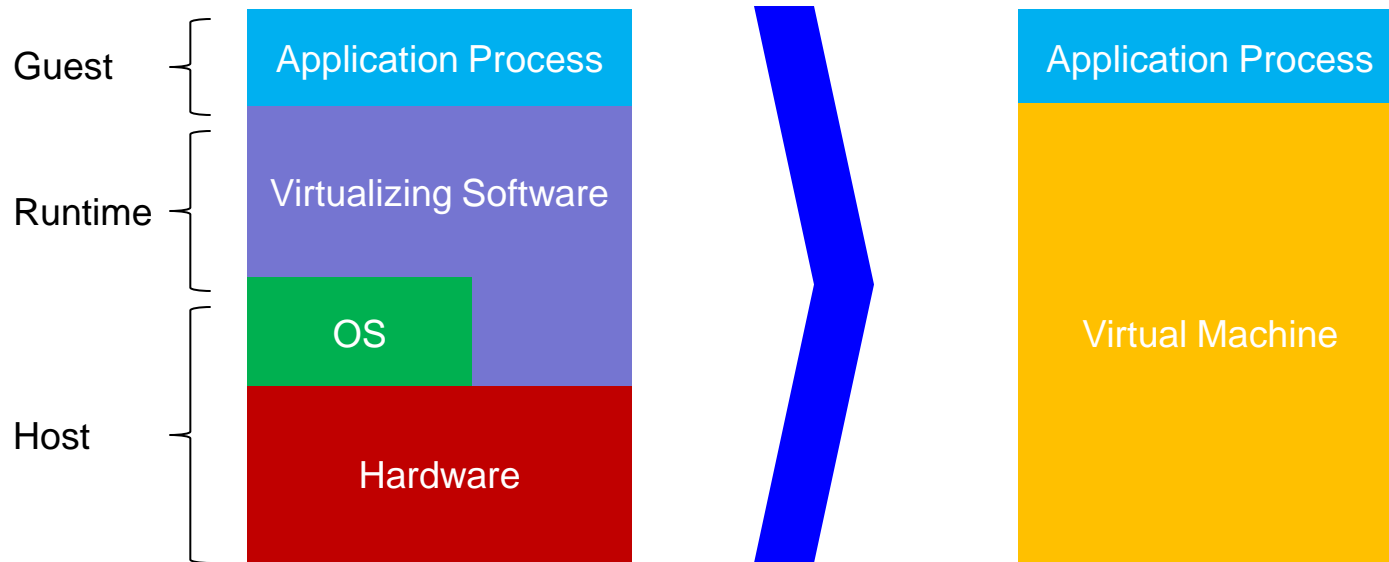 Guest
Application Process
Application Process
Runtime
Virtualizing Software
OS
Virtual Machine
Host
Hardware